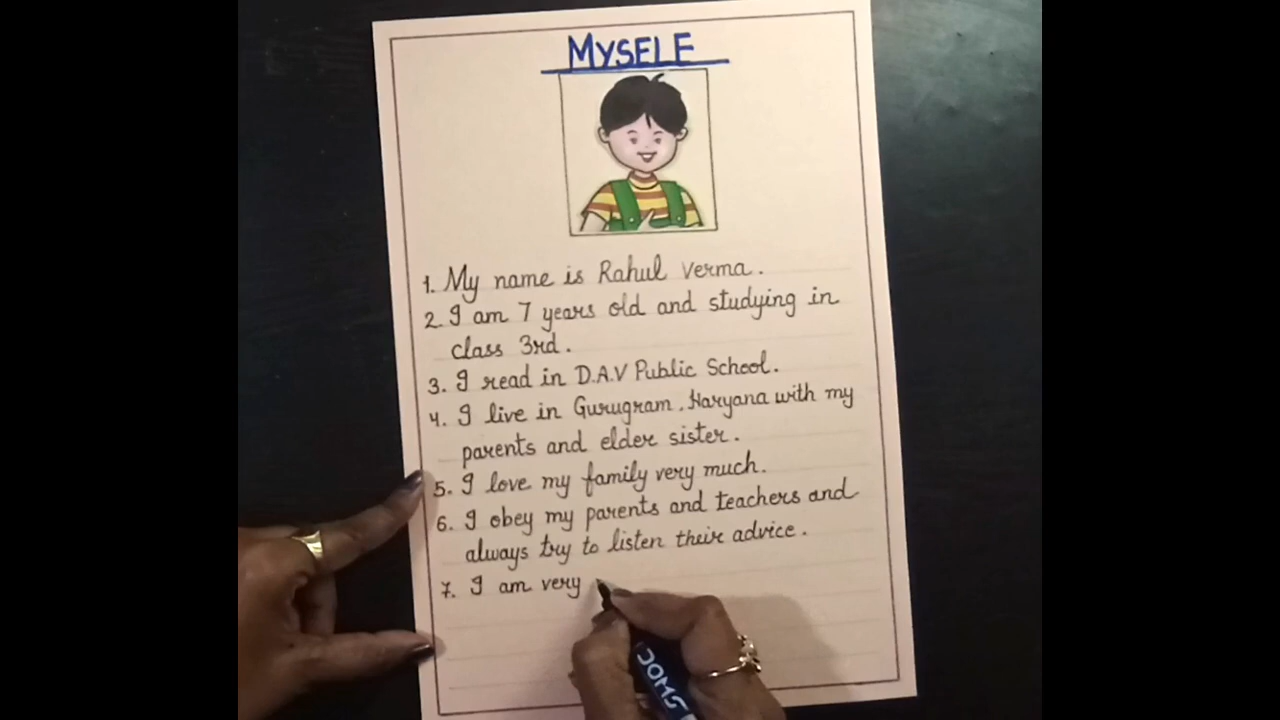 MYSELF
1. My name is Rahul Verma.
2. I am 7 years old and studying in
class 3rd.
3. I read in D.A.V Public School.
4. I live in Gurugram, Haryana with my
parents and elder sister.
5. I love my family very much.
6. I obey my parents and teachers and
always try to listen their advice.
7. I am very
DOMS